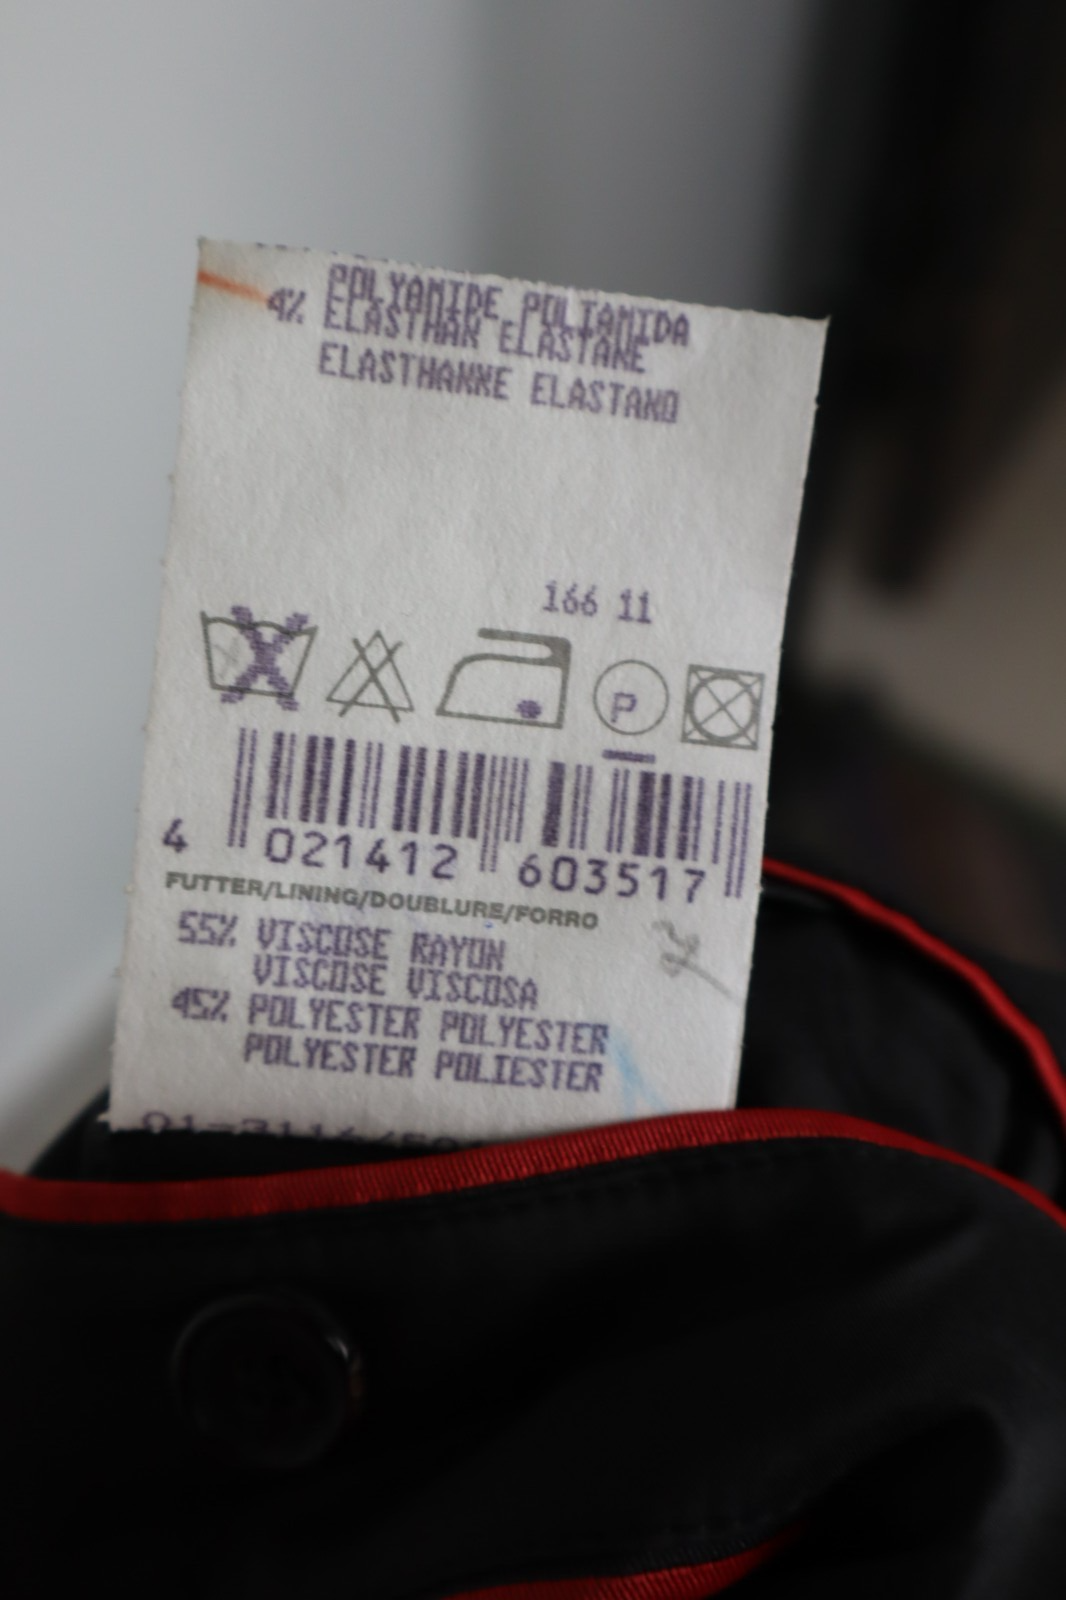 POLYAMIDE POLIAMIDA
4% ELASTHAN ELASTANE
ELASTHANNE ELASTANO
166 11
P
4 021412 603517
FUTTER/LINING/DOUBLURE/FORRO
55% VISCOSE RAYON
VISCOSE VISCOSA
45% POLYESTER POLYESTER
POLYESTER POLIESTER